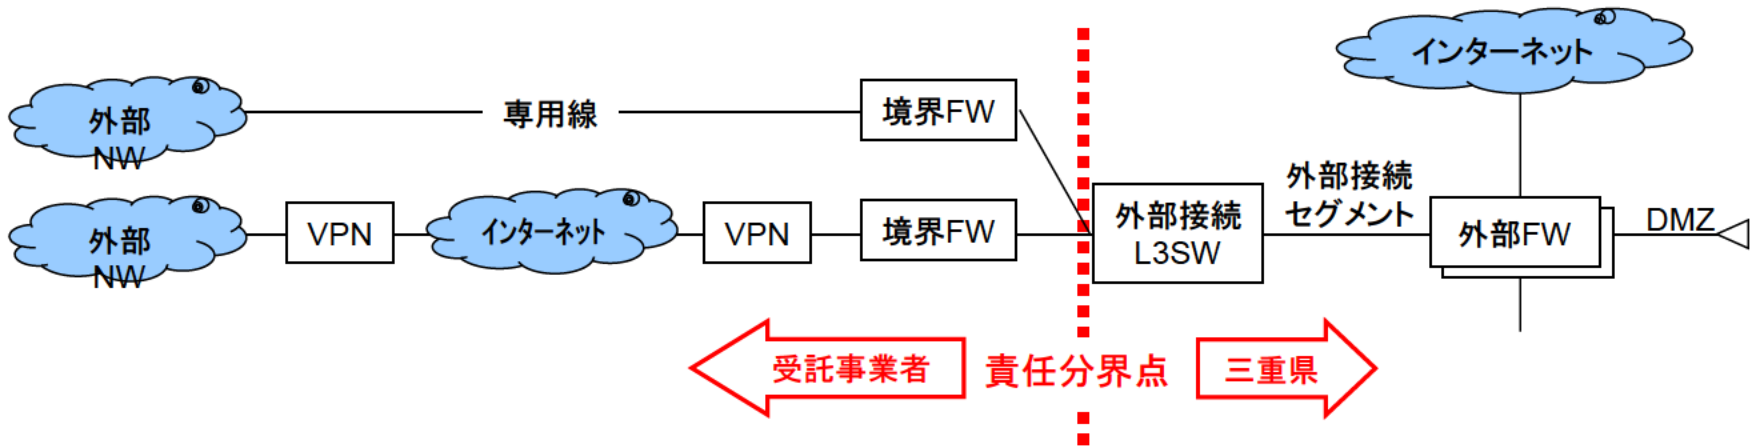 インターネット
外部
NW
専用線
境界FW
外部
NW
VPN
インターネット
VPN
境界FW
外部接続
L3SW
外部接続
セグメント
外部FW
DMZ
受託事業者
責任分界点
三重県